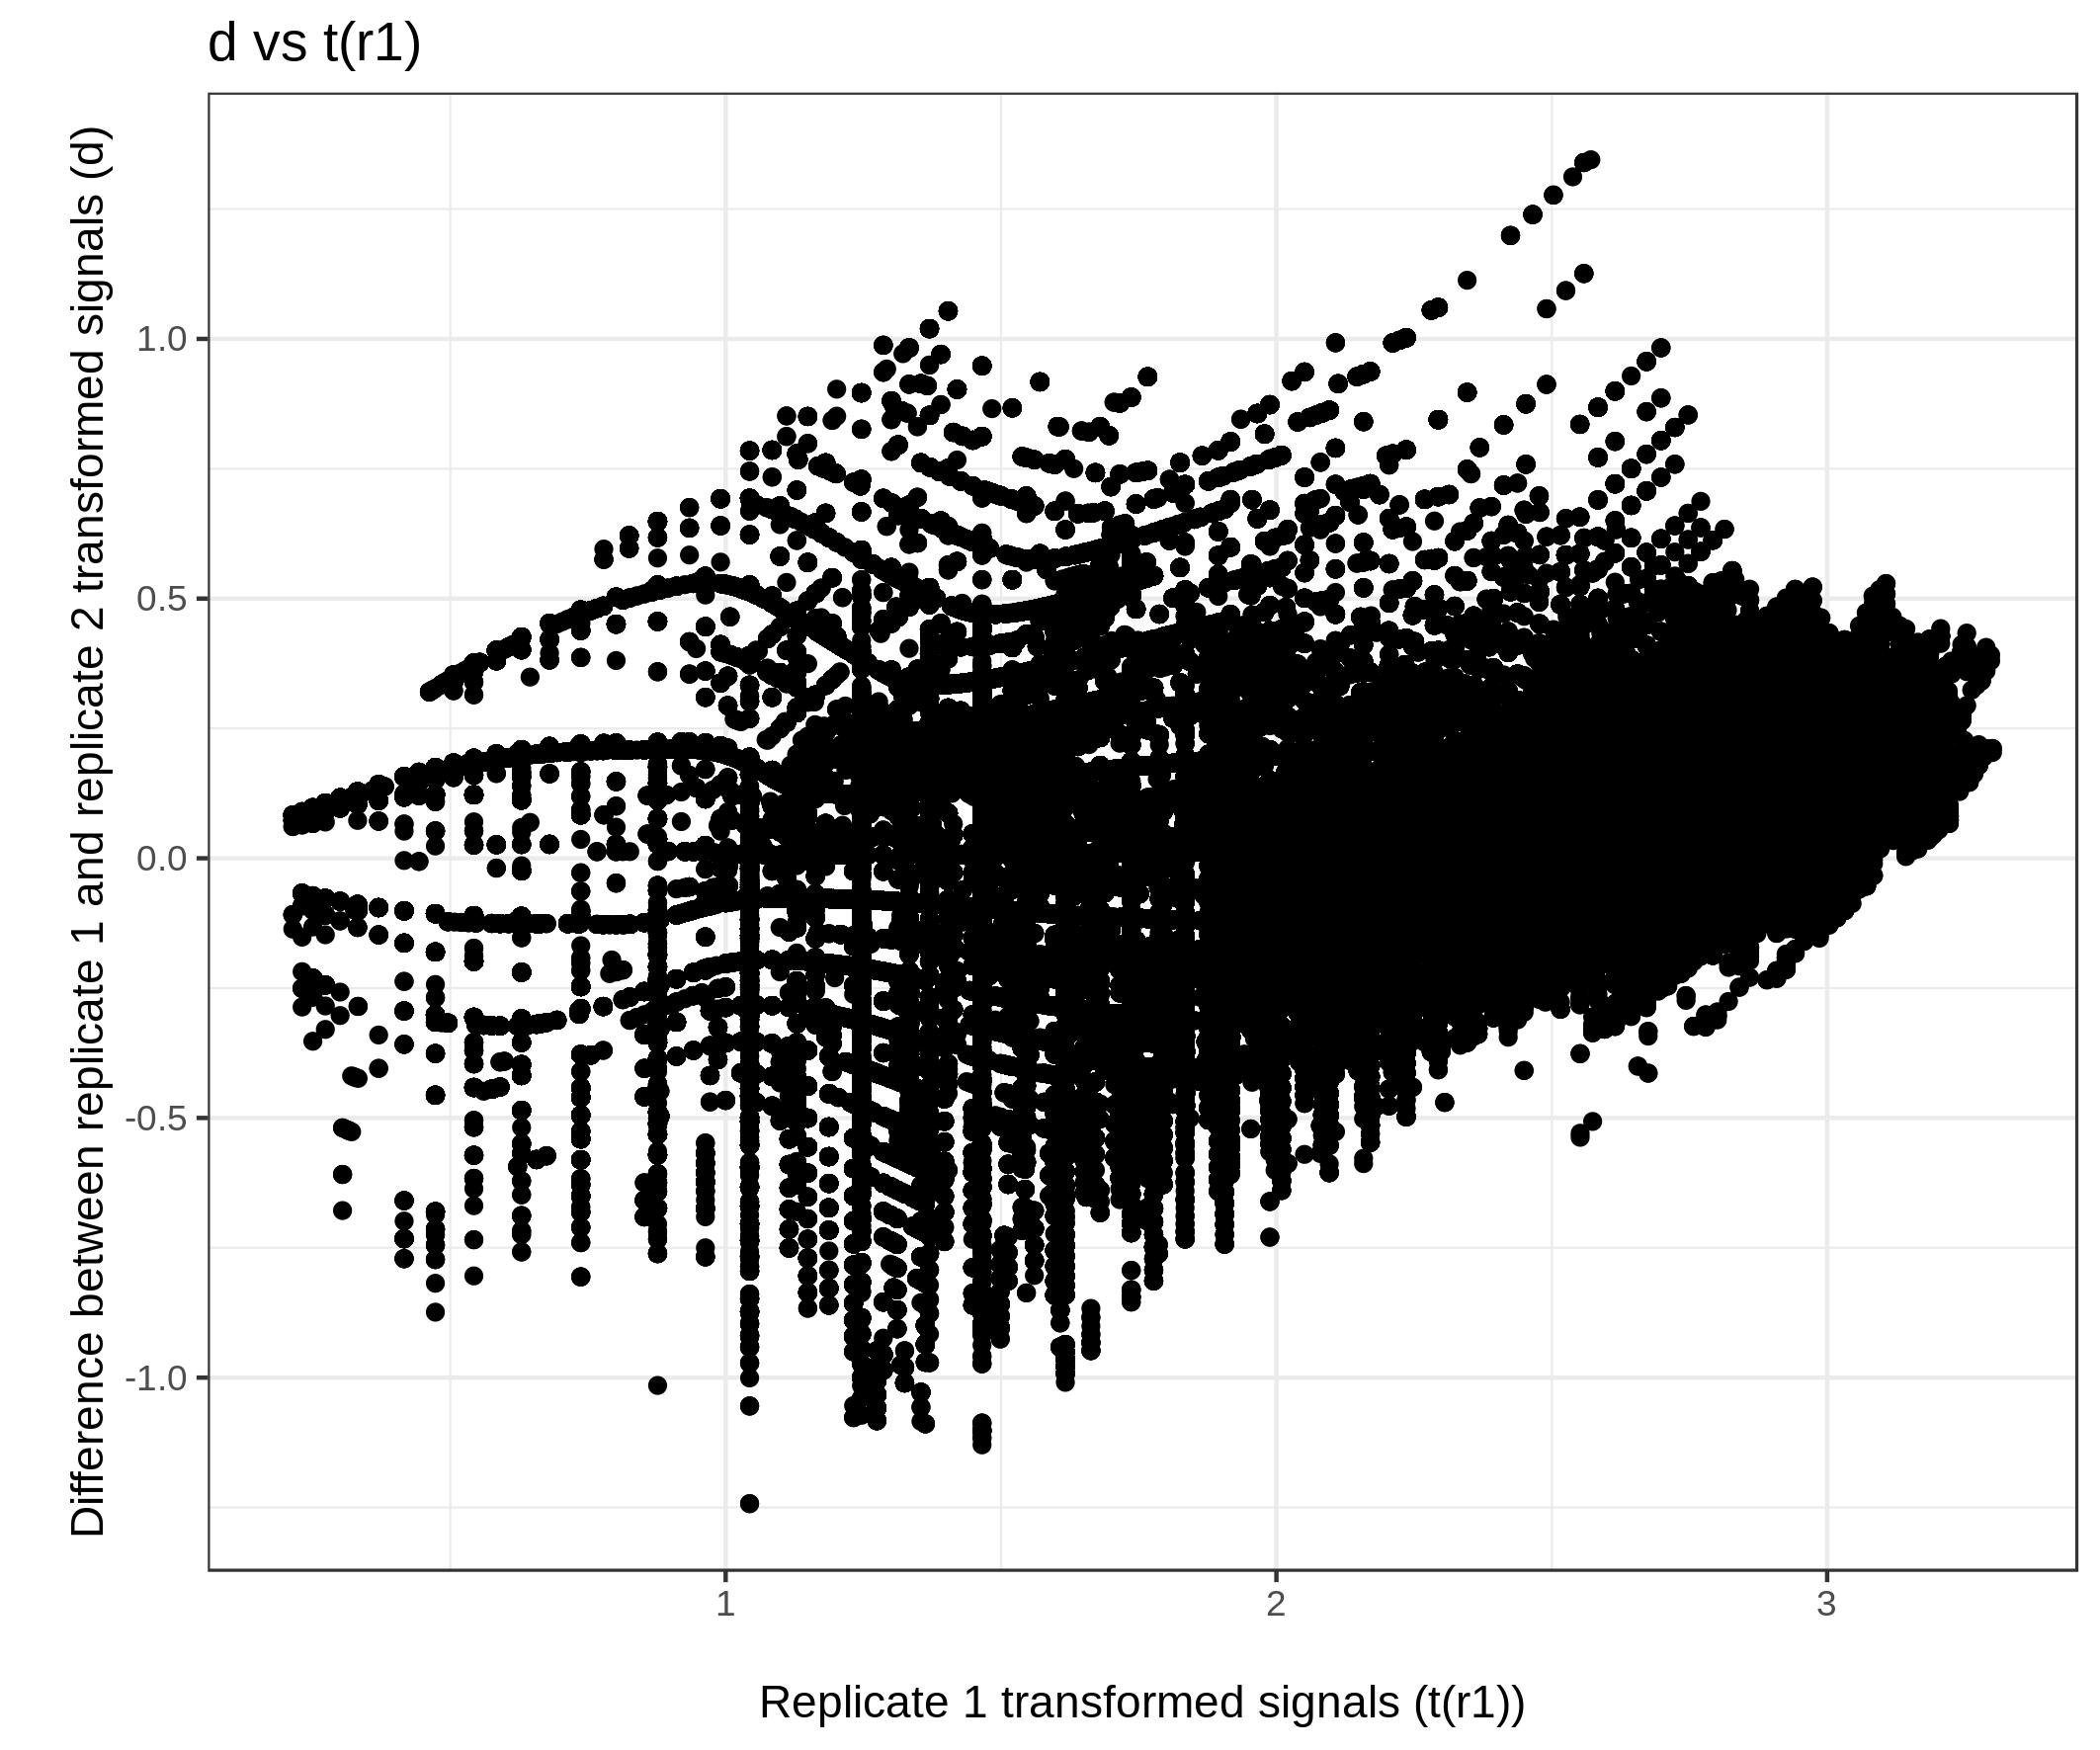 d vs t(r1)
Difference between replicate 1 and replicate 2 transformed signals (d)
1.0
0.5
0.0
-0.5
-1.0
1 2 3
Replicate 1 transformed signals (t(r1))